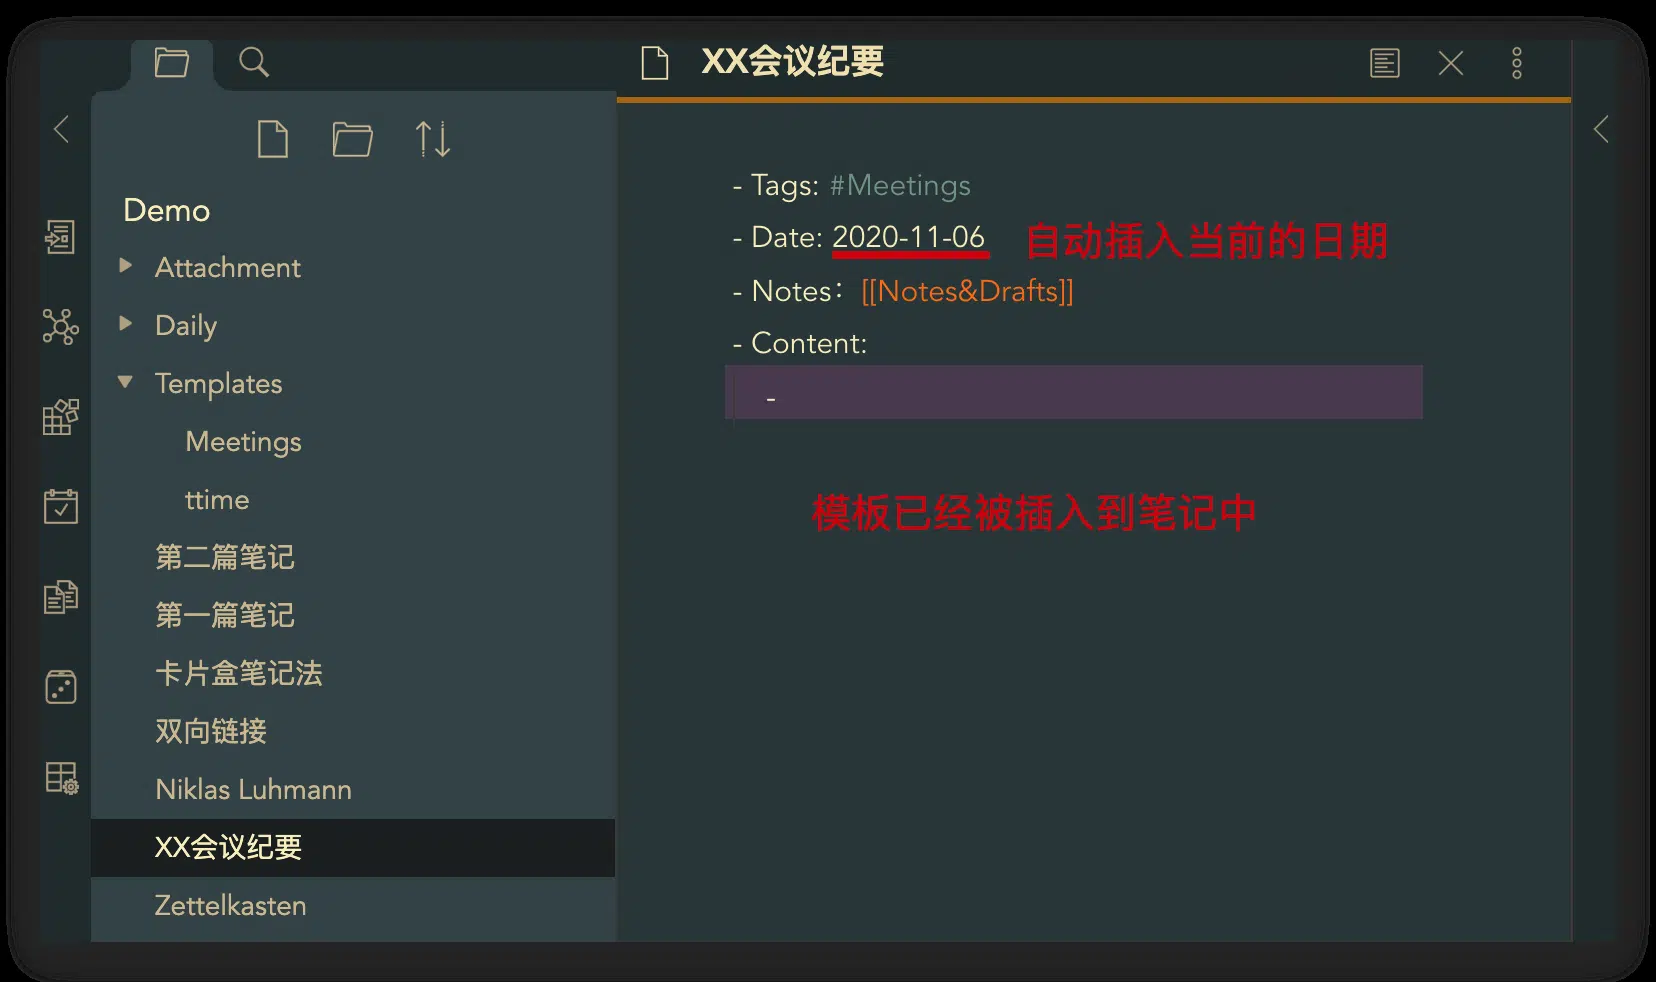 XX会议纪要
Demo
Attachment
Daily
Templates
Meetings
ttime
第二篇笔记
第一篇笔记
卡片盒笔记法
双向链接
Niklas Luhmann
XX会议纪要
Zettelkasten
- Tags: #Meetings
- Date: 2020-11-06 自动插入当前的日期
- Notes：[[Notes&Drafts]]
- Content:
-
模板已经被插入到笔记中